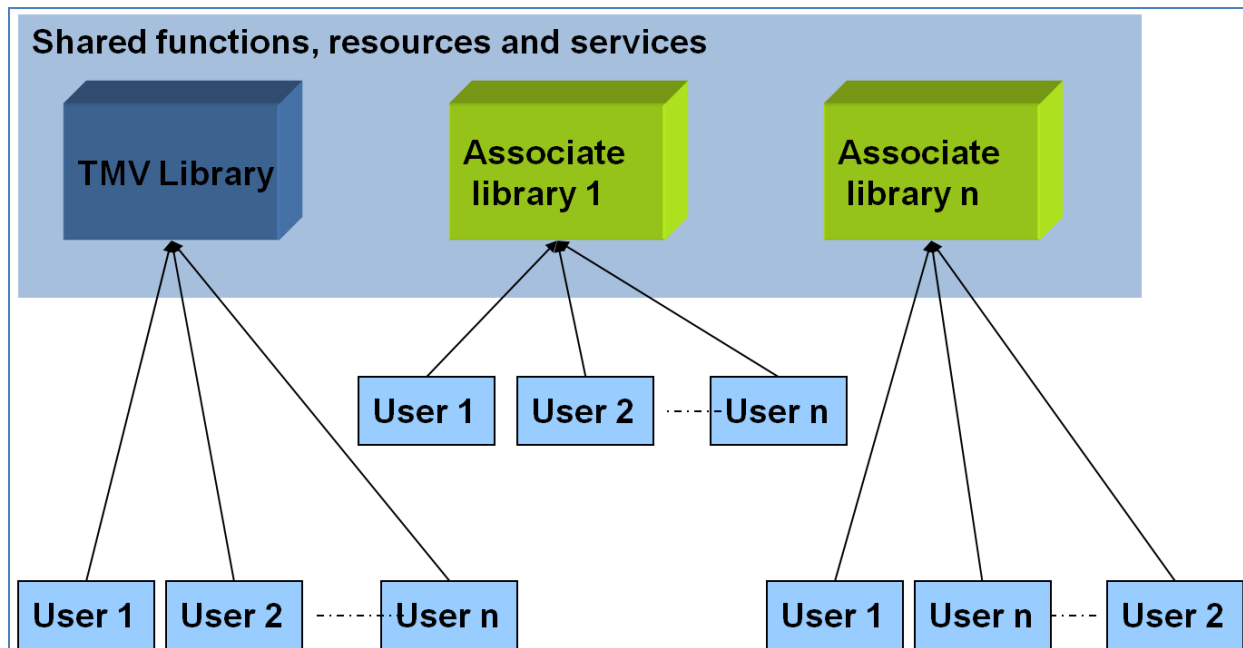 Shared functions, resources and services
TMV Library
Associate
library 1
Associate
library n
User 1
User 2
User n
User 1
User 2
User n
User 1
User n
User 2